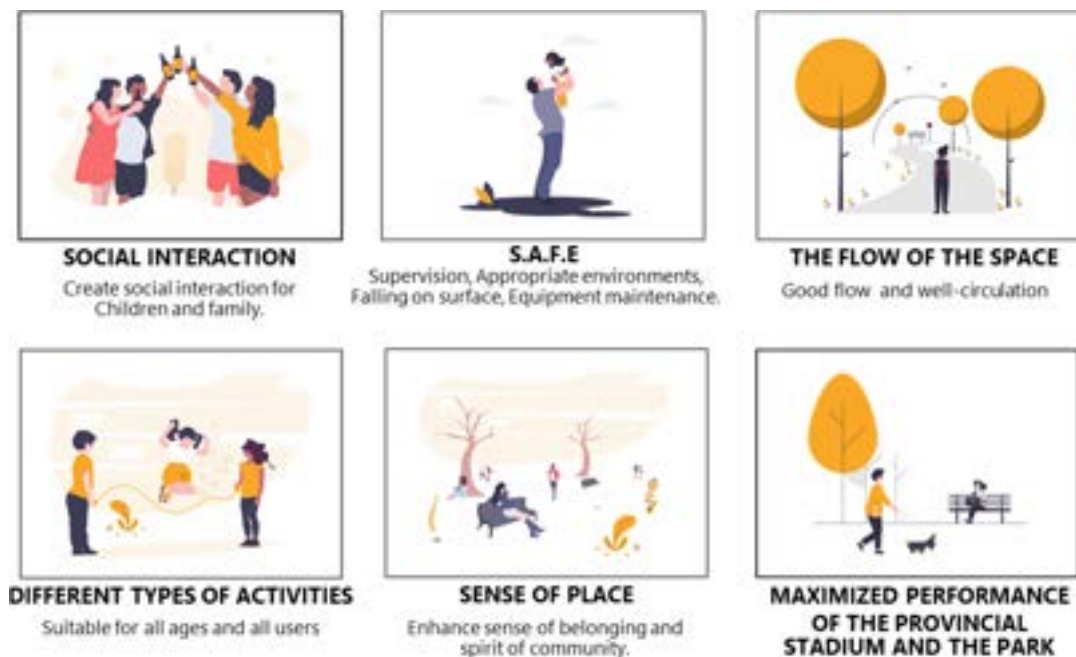 SOCIAL INTERACTION
Create social interaction for
Children and family.
S.A.F.E
Supervision, Appropriate environments,
Falling on surface, Equipment maintenance.
THE FLOW OF THE SPACE
Good flow and well-circulation
DIFFERENT TYPES OF ACTIVITIES
Suitable for all ages and all users
SENSE OF PLACE
Enhance sense of belonging and
spirit of community.
MAXIMIZED PERFORMANCE
OF THE PROVINCIAL
STADIUM AND THE PARK